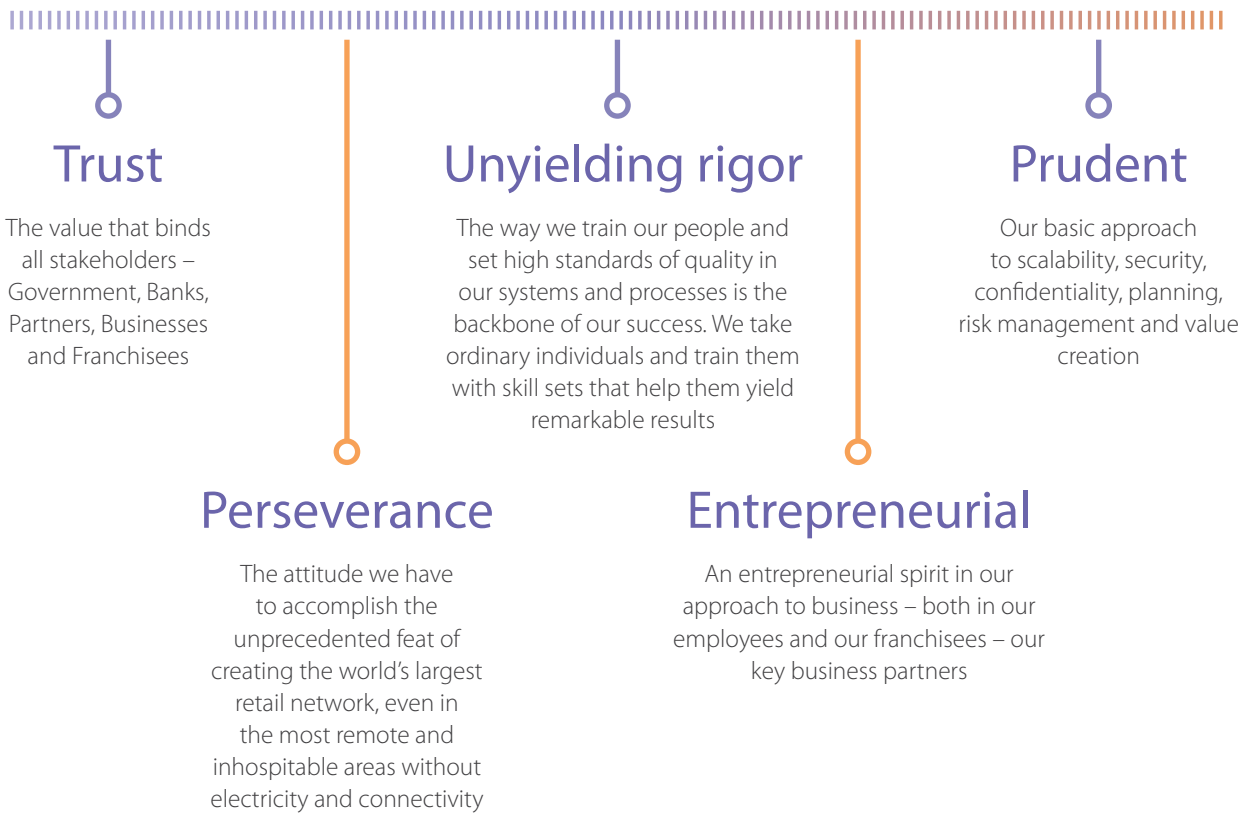 Trust
The value that binds
all stakeholders –
Government, Banks,
Partners, Businesses
and Franchisees
Perseverance
The attitude we have
to accomplish the
unprecedented feat of
creating the world’s largest
retail network, even in
the most remote and
inhospitable areas without
electricity and connectivity
Unyielding rigor
The way we train our people and
set high standards of quality in
our systems and processes is the
backbone of our success. We take
ordinary individuals and train them
with skill sets that help them yield
remarkable results
Entrepreneurial
An entrepreneurial spirit in our
approach to business – both in our
employees and our franchisees – our
key business partners
Prudent
Our basic approach
to scalability, security,
confidentiality, planning,
risk management and value
creation